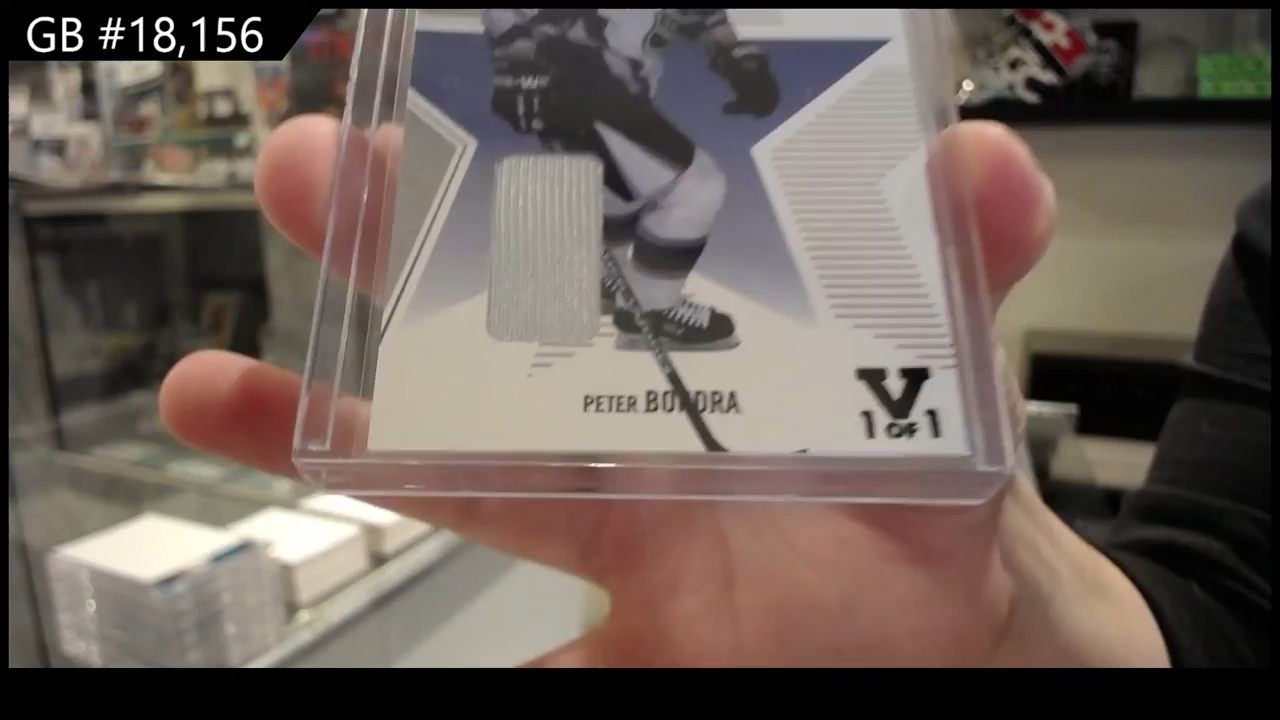 GB #18,156
PETER BONDRA
V
1 OF 1